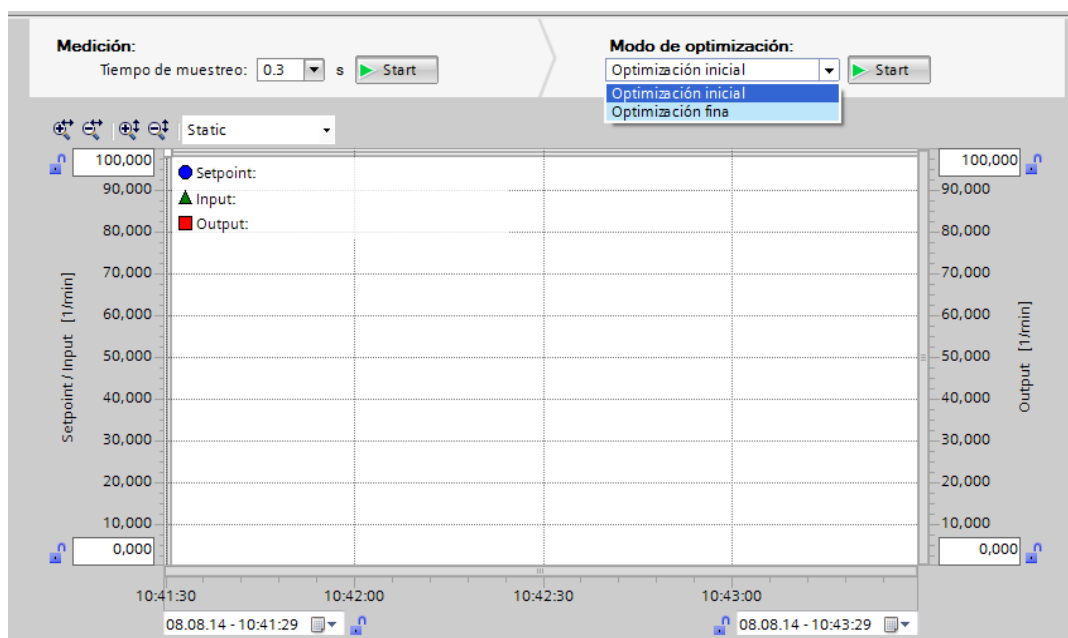 Medición:
Tiempo de muestreo: 0.3 s Start
Modo de optimización:
Optimización inicial Start
Optimización inicial
Optimización fina
Static
Setpoint:
Input:
Output:
100,000
90,000
80,000
70,000
60,000
50,000
40,000
30,000
20,000
10,000
0,000
Setpoint / Input [1/min]
100,000
90,000
80,000
70,000
60,000
50,000
40,000
30,000
20,000
10,000
0,000
Output [1/min]
10:41:30 10:42:00 10:42:30 10:43:00
08.08.14 - 10:41:29 08.08.14 - 10:43:29